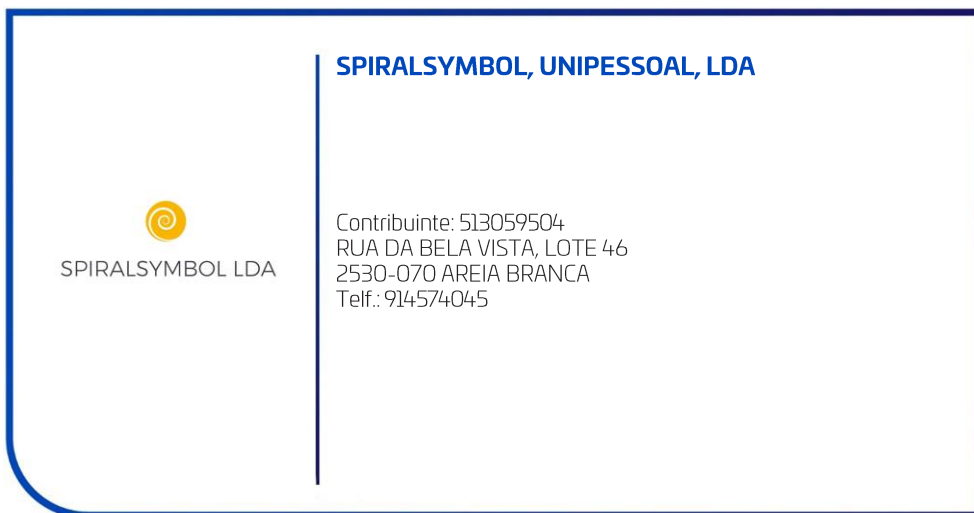 SPIRALSYMBOL, UNIPESSOAL, LDA
SPIRALSYMBOL LDA
Contribuinte: 513059504
RUA DA BELA VISTA, LOTE 46
2530-070 AREIA BRANCA
Telf.: 914574045